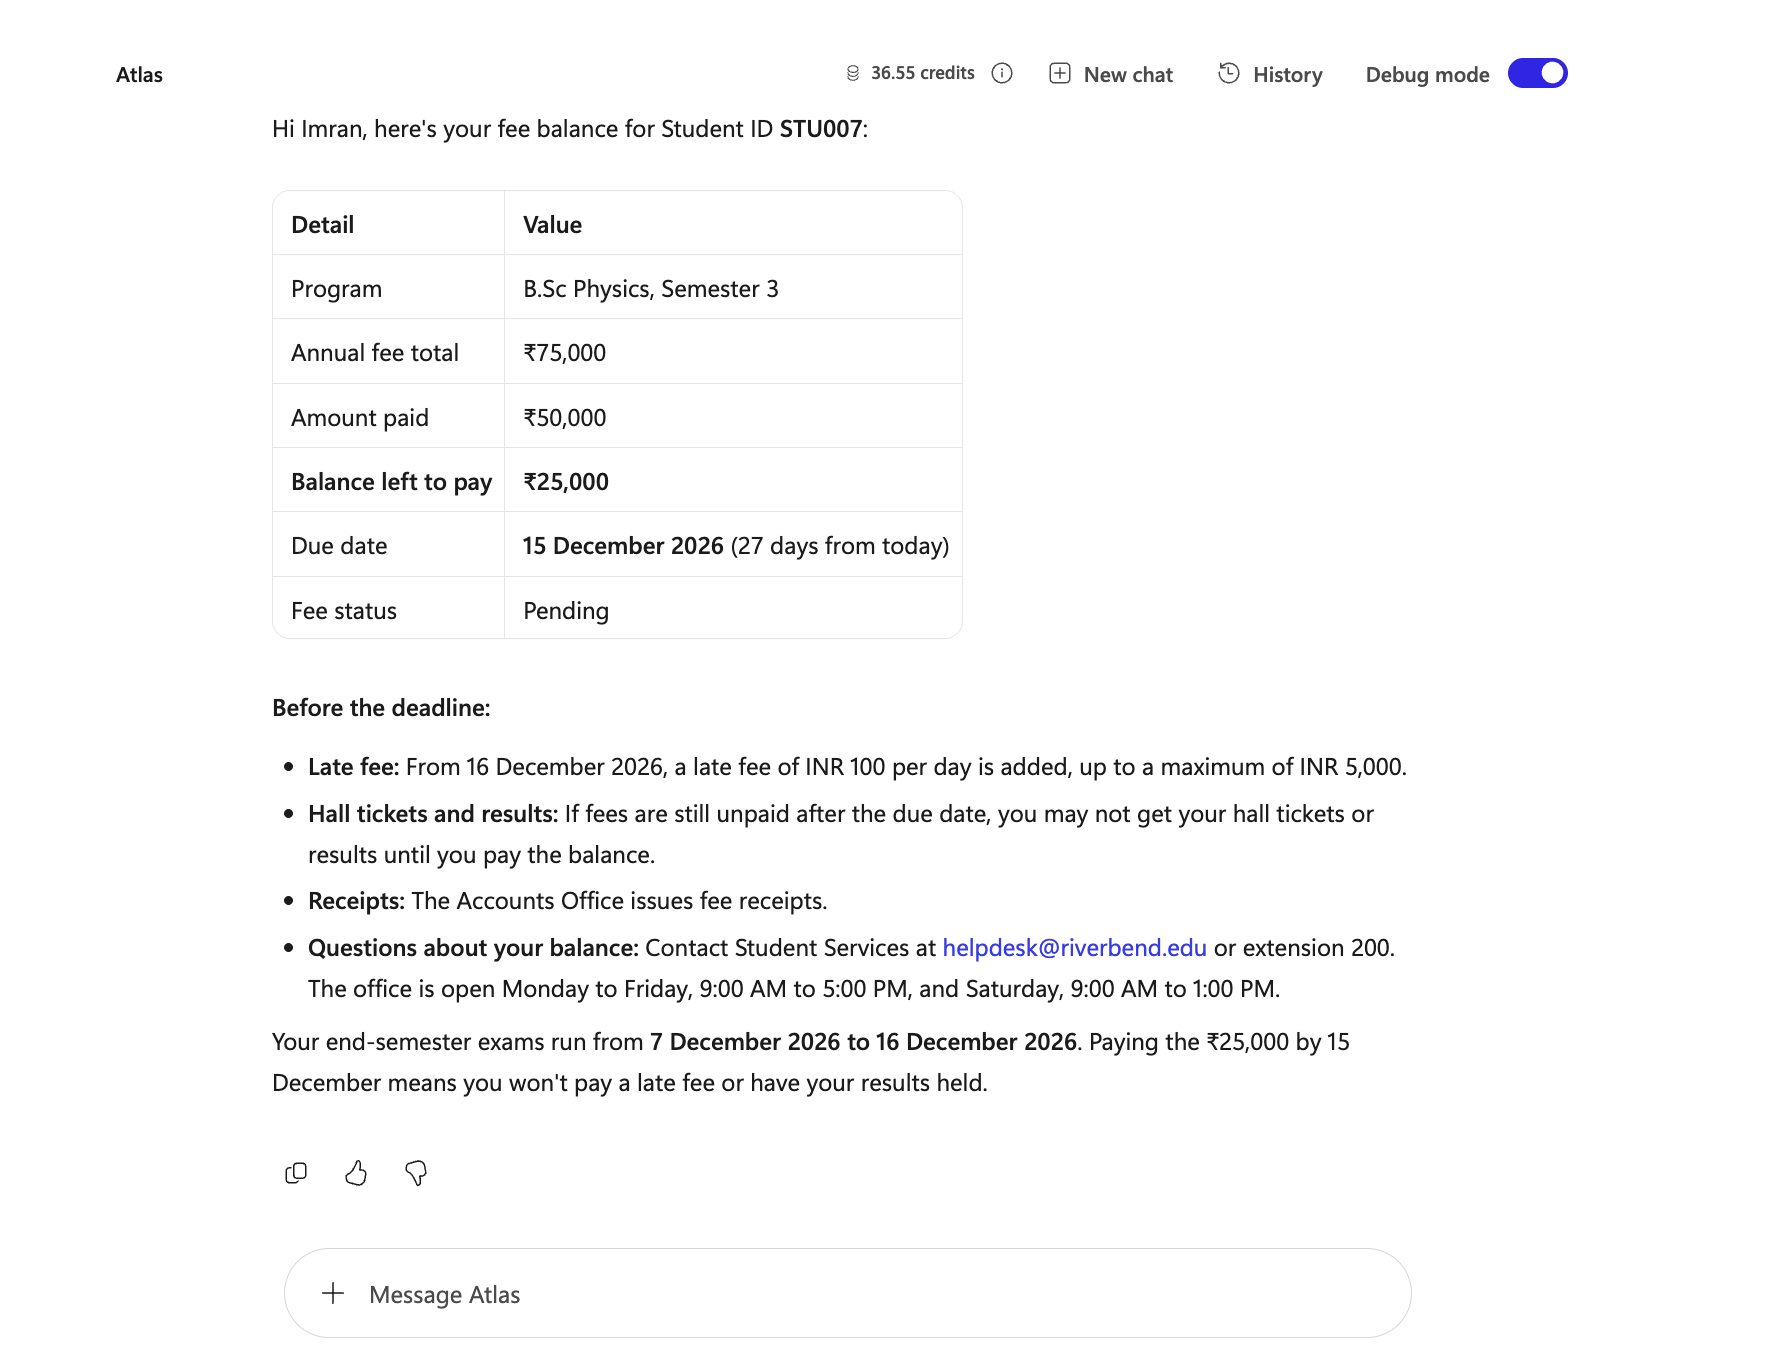 Atlas
36.55 credits
New chat
History
Debug mode
Hi Imran, here's your fee balance for Student ID STU007:
Detail Value
Program B.Sc Physics, Semester 3
Annual fee total ₹75,000
Amount paid ₹50,000
Balance left to pay ₹25,000
Due date 15 December 2026 (27 days from today)
Fee status Pending
Before the deadline:
• Late fee: From 16 December 2026, a late fee of INR 100 per day is added, up to a maximum of INR 5,000.
• Hall tickets and results: If fees are still unpaid after the due date, you may not get your hall tickets or
results until you pay the balance.
• Receipts: The Accounts Office issues fee receipts.
• Questions about your balance: Contact Student Services at helpdesk@riverbend.edu or extension 200.
The office is open Monday to Friday, 9:00 AM to 5:00 PM, and Saturday, 9:00 AM to 1:00 PM.
Your end-semester exams run from 7 December 2026 to 16 December 2026. Paying the ₹25,000 by 15
December means you won't pay a late fee or have your results held.
Message Atlas